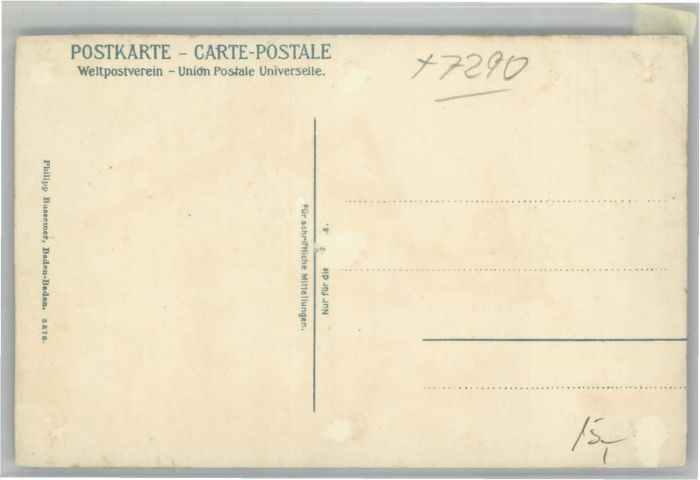 POSTKARTE – CARTE-POSTALE
Weltpostverein – Union Postale Universelle.
+7290
Philipp Bussemer, Baden-Baden. 3276.
Für schriftliche Mitteilungen.
Nur für die
15,-